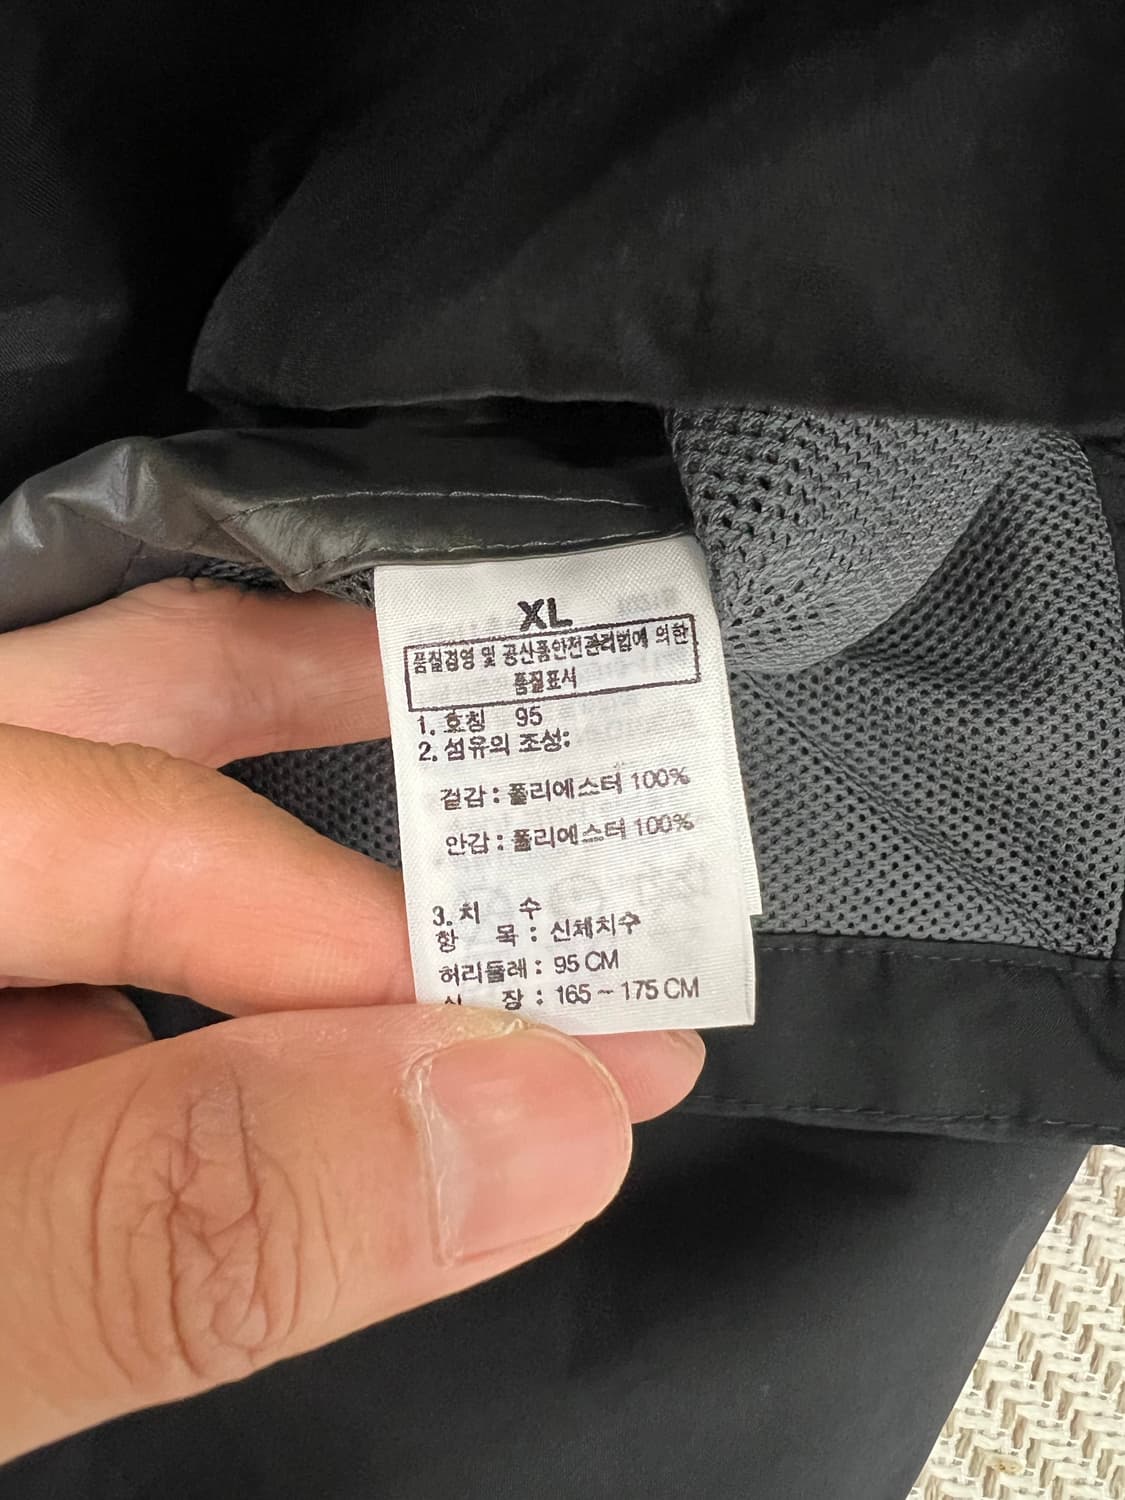 XL
품질경영 및 공산품안전관리법에 의한
품질표시
1. 호칭 95
2. 섬유의 조성:
겉감 : 폴리에스터 100%
안감 : 폴리에스터 100%
3. 치 수
항 목 : 신체치수
허리둘레 : 95 CM
신 장 : 165 ~ 175 CM